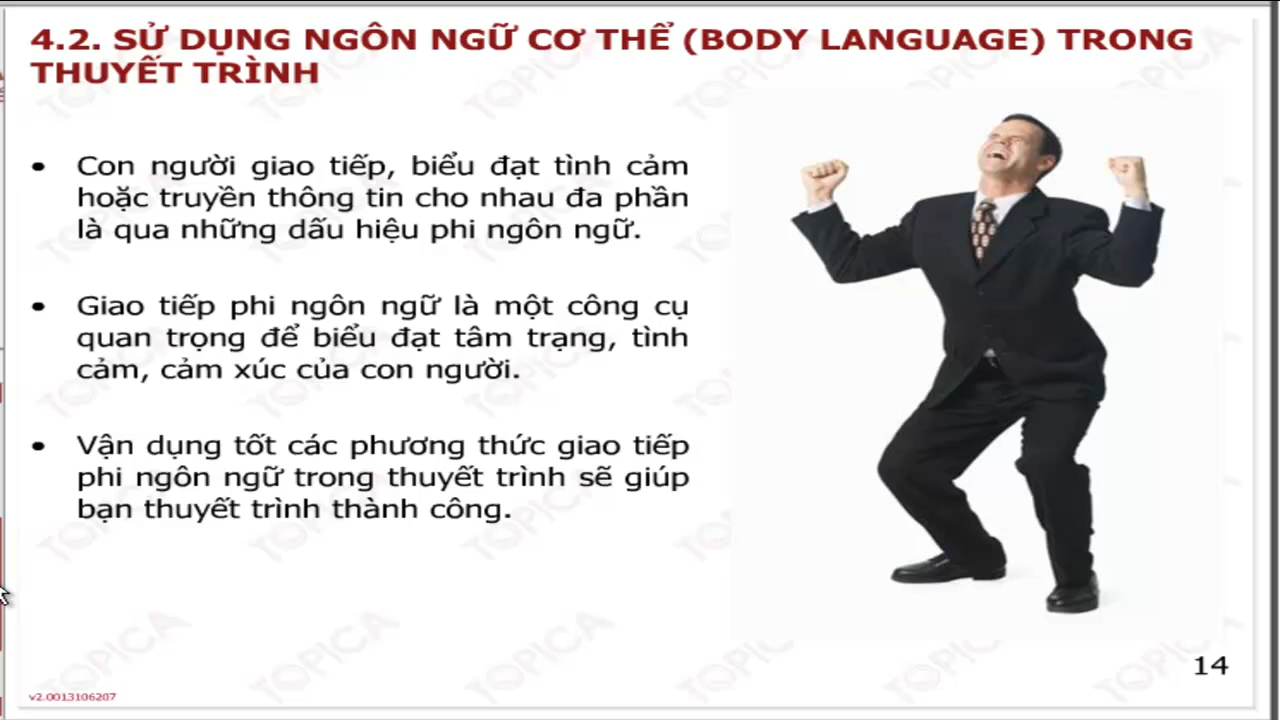 4.2. SỬ DỤNG NGÔN NGỮ CƠ THỂ (BODY LANGUAGE) TRONG
THUYẾT TRÌNH
• Con người giao tiếp, biểu đạt tình cảm
hoặc truyền thông tin cho nhau đa phần
là qua những dấu hiệu phi ngôn ngữ.
• Giao tiếp phi ngôn ngữ là một công cụ
quan trọng để biểu đạt tâm trạng, tình
cảm, cảm xúc của con người.
• Vận dụng tốt các phương thức giao tiếp
phi ngôn ngữ trong thuyết trình sẽ giúp
bạn thuyết trình thành công.
14
v2.0013106207
TOPICA